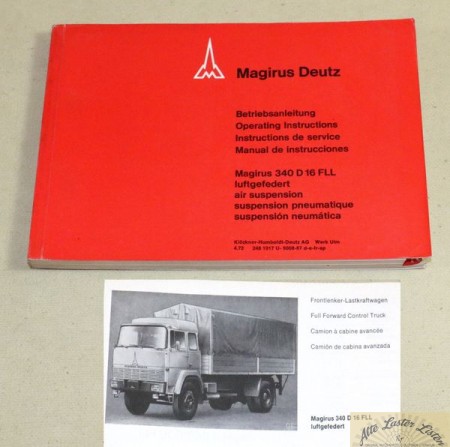 Magirus Deutz
Betriebsanleitung
Operating Instructions
Instructions de service
Manual de instrucciones
Magirus 340 D 16 FLL
luftgefedert
air suspension
suspension pneumatique
suspensión neumática
Klöckner-Humboldt-Deutz AG Werk Ulm
Frontlenker-Lastkraftwagen
Full Forward Control Truck
Camion à cabine avancée
Camión de cabina avanzada
Magirus 340 D 16 FLL
luftgefedert
Alte Laster Listen